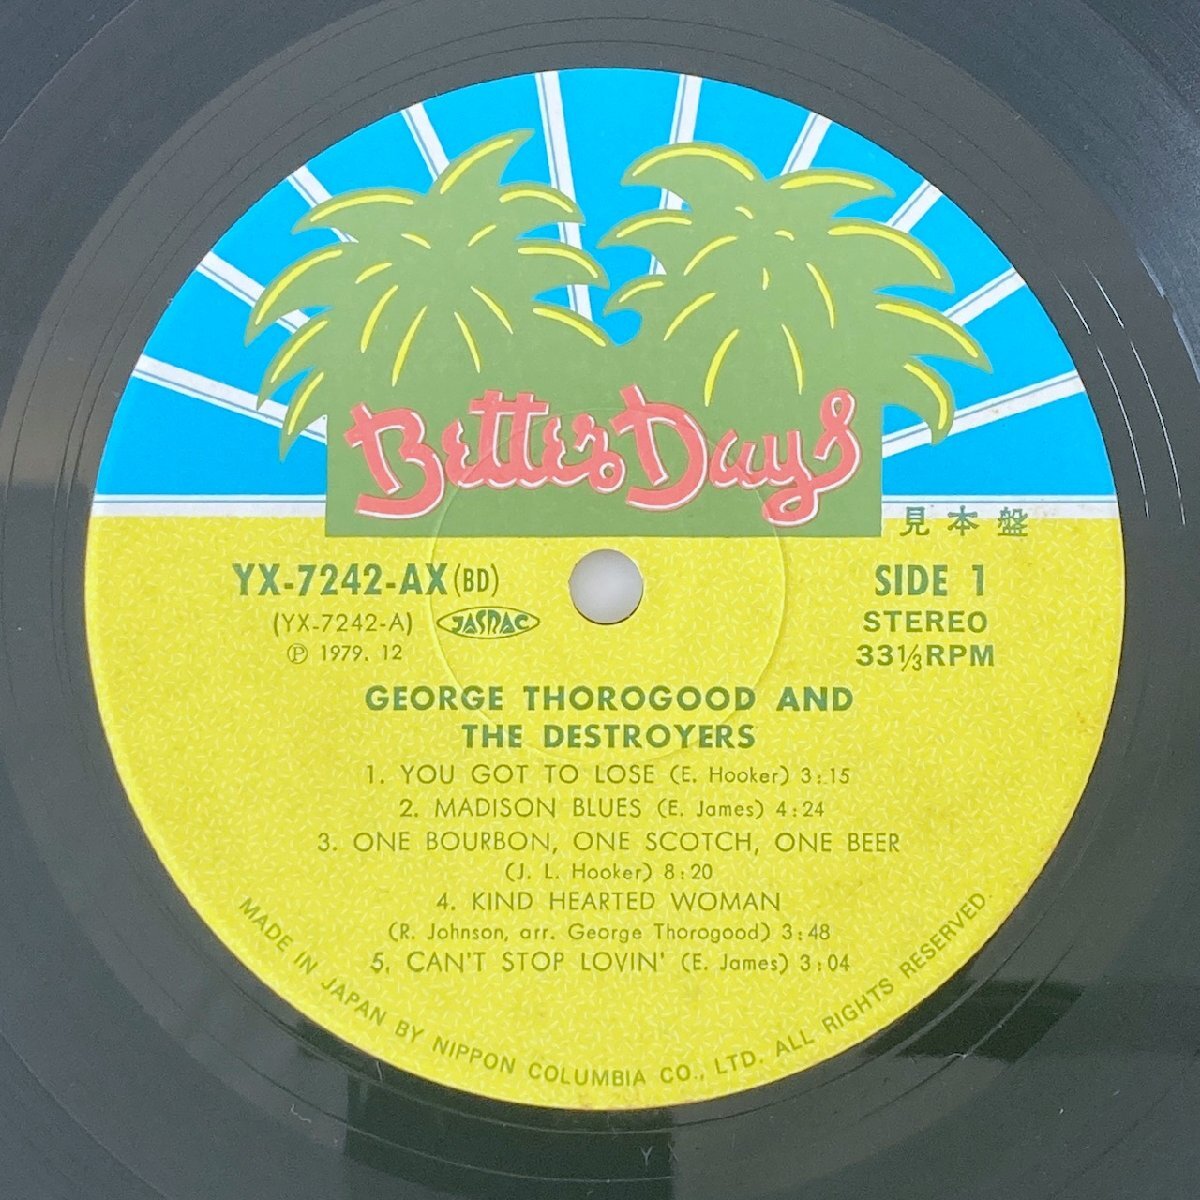 Better Days
見本盤
YX-7242-AX (BD)
(YX-7242-A)
JASRAC
Ⓟ 1979. 12
SIDE 1
STEREO
33⅓RPM
GEORGE THOROGOOD AND
THE DESTROYERS
1. YOU GOT TO LOSE (E. Hooker) 3:15
2. MADISON BLUES (E. James) 4:24
3. ONE BOURBON, ONE SCOTCH, ONE BEER
(J. L. Hooker) 8:20
4. KIND HEARTED WOMAN
(R. Johnson, arr. George Thorogood) 3:48
5. CAN'T STOP LOVIN' (E. James) 3:04
MADE IN JAPAN BY NIPPON COLUMBIA CO., LTD. ALL RIGHTS RESERVED.